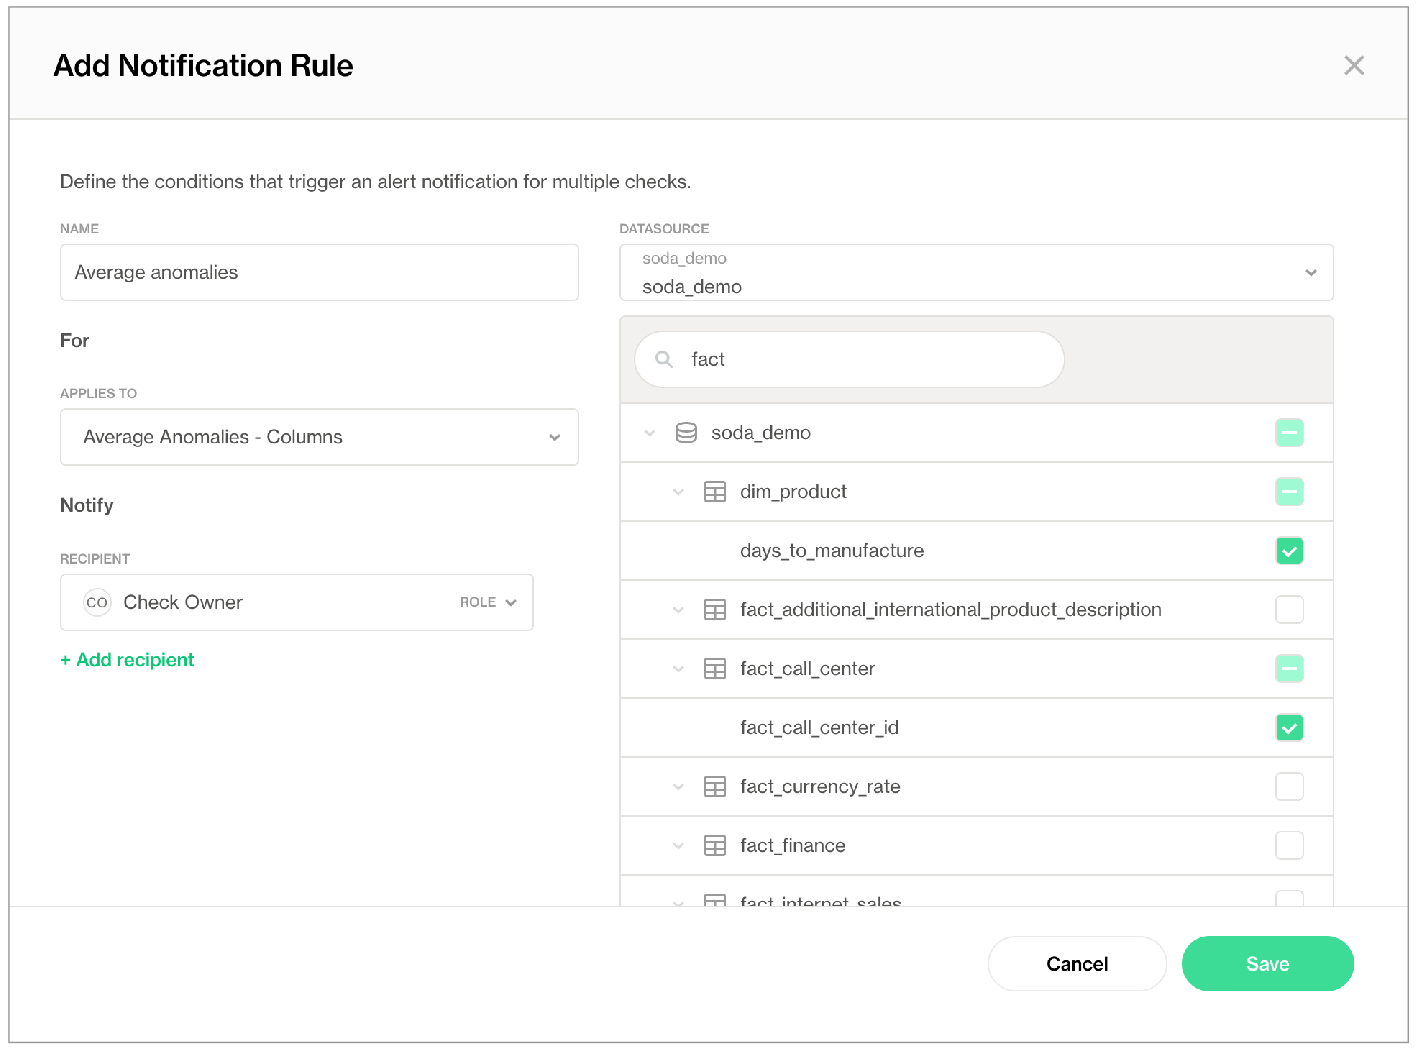 Add Notification Rule
Define the conditions that trigger an alert notification for multiple checks.
NAME
Average anomalies
For
APPLIES TO
Average Anomalies - Columns
Notify
RECIPIENT
CO Check Owner ROLE
+ Add recipient
DATASOURCE
soda_demo
soda_demo
fact
soda_demo
dim_product
days_to_manufacture
fact_additional_international_product_description
fact_call_center
fact_call_center_id
fact_currency_rate
fact_finance
fact_internet_sales
Cancel
Save